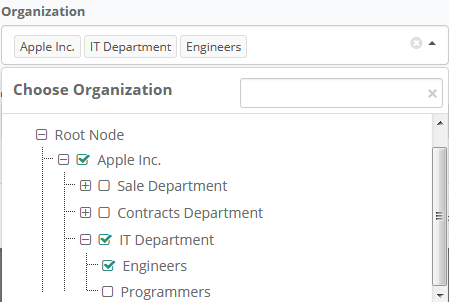 Organization
Apple Inc. IT Department Engineers
Choose Organization
Root Node
Apple Inc.
Sale Department
Contracts Department
IT Department
Engineers
Programmers